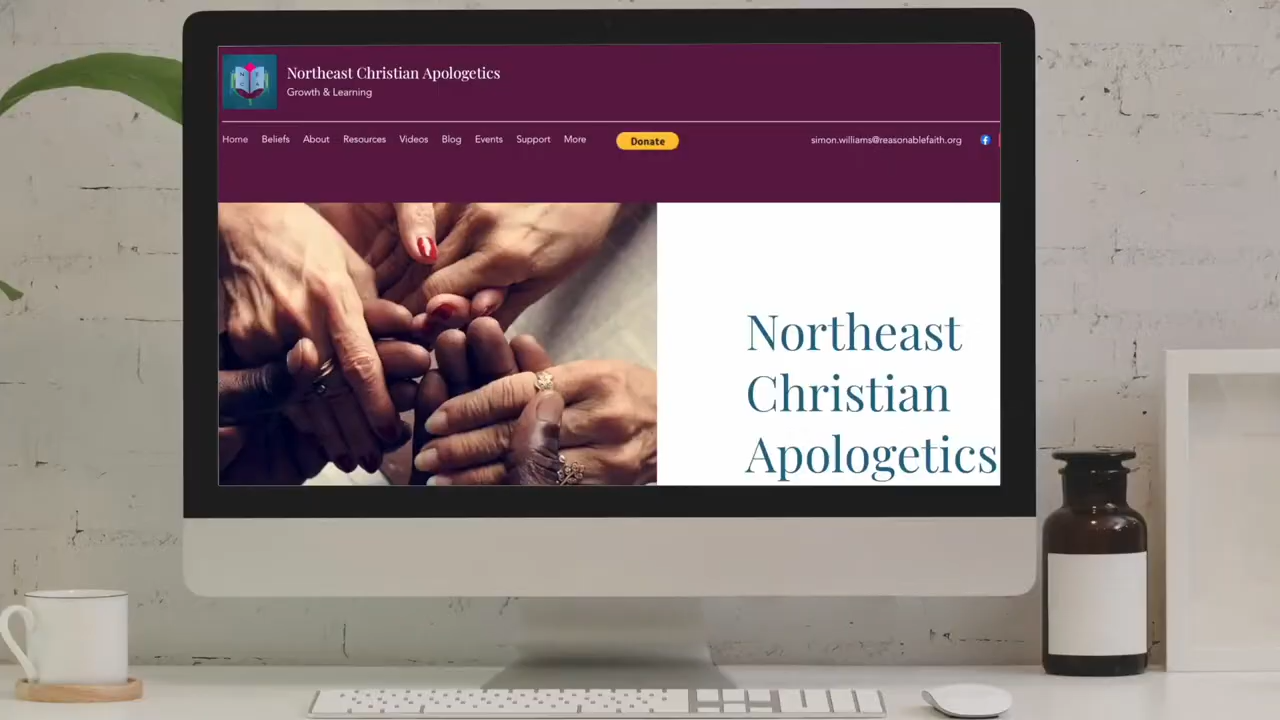 Northeast Christian Apologetics
Growth & Learning
Home Beliefs About Resources Videos Blog Events Support More Donate simon.williams@reasonablefaith.org
Northeast
Christian
Apologetics